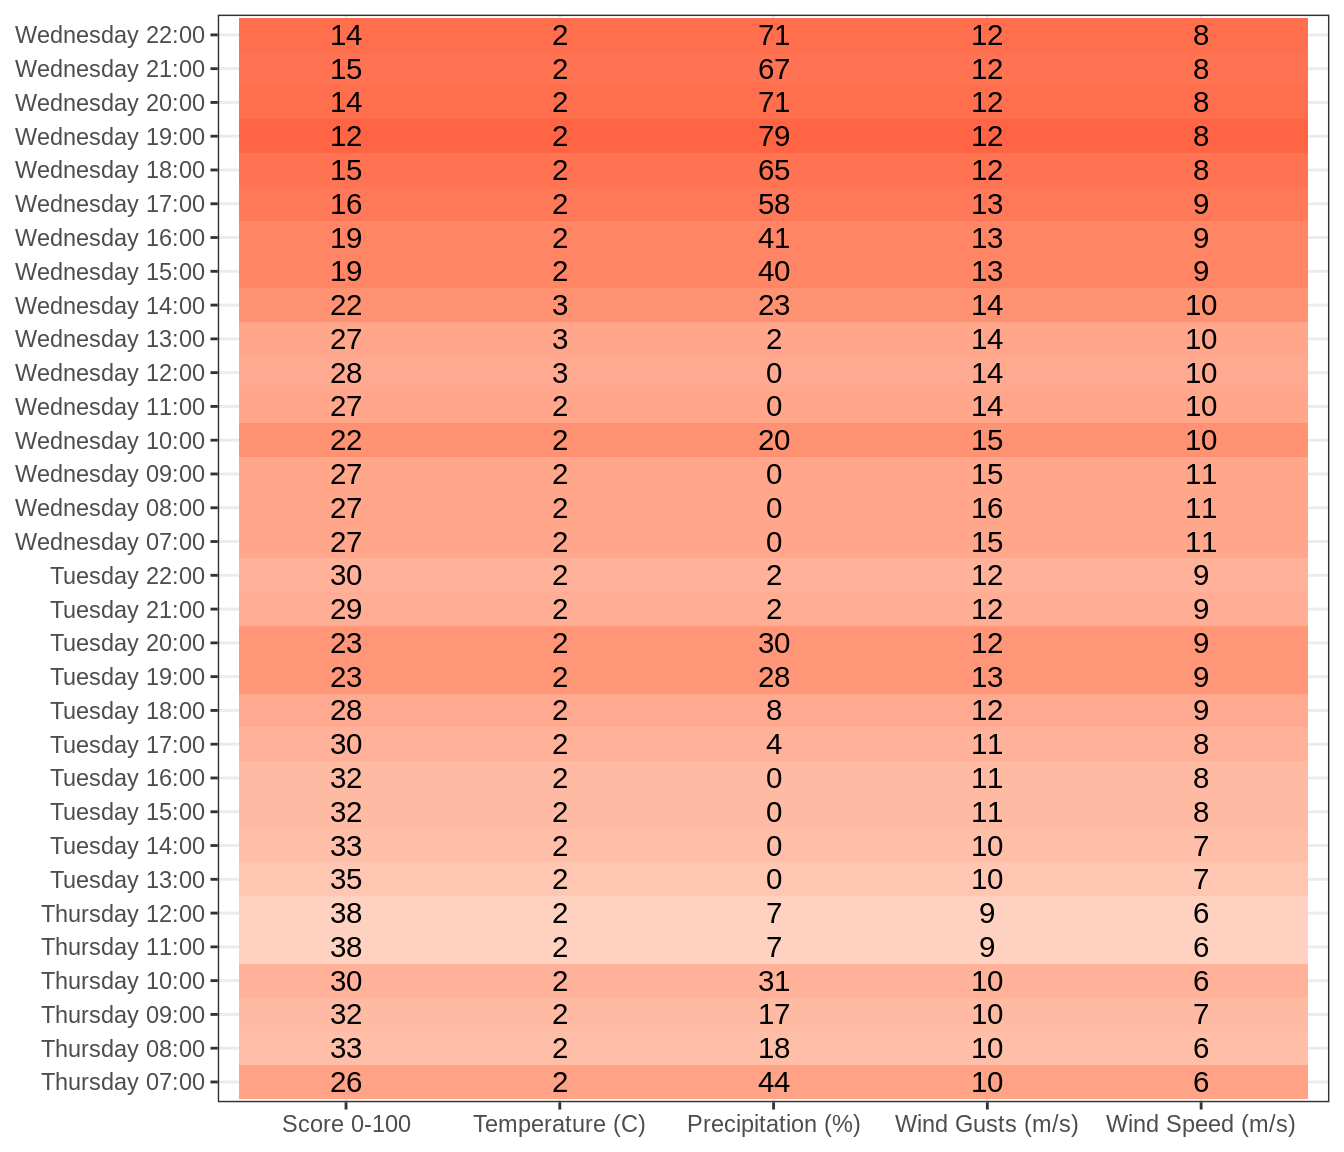 Wednesday 22:00 14 2 71 12 8
Wednesday 21:00 15 2 67 12 8
Wednesday 20:00 14 2 71 12 8
Wednesday 19:00 12 2 79 12 8
Wednesday 18:00 15 2 65 12 8
Wednesday 17:00 16 2 58 13 9
Wednesday 16:00 19 2 41 13 9
Wednesday 15:00 19 2 40 13 9
Wednesday 14:00 22 3 23 14 10
Wednesday 13:00 27 3 2 14 10
Wednesday 12:00 28 3 0 14 10
Wednesday 11:00 27 2 0 14 10
Wednesday 10:00 22 2 20 15 10
Wednesday 09:00 27 2 0 15 11
Wednesday 08:00 27 2 0 16 11
Wednesday 07:00 27 2 0 15 11
Tuesday 22:00 30 2 2 12 9
Tuesday 21:00 29 2 2 12 9
Tuesday 20:00 23 2 30 12 9
Tuesday 19:00 23 2 28 13 9
Tuesday 18:00 28 2 8 12 9
Tuesday 17:00 30 2 4 11 8
Tuesday 16:00 32 2 0 11 8
Tuesday 15:00 32 2 0 11 8
Tuesday 14:00 33 2 0 10 7
Tuesday 13:00 35 2 0 10 7
Thursday 12:00 38 2 7 9 6
Thursday 11:00 38 2 7 9 6
Thursday 10:00 30 2 31 10 6
Thursday 09:00 32 2 17 10 7
Thursday 08:00 33 2 18 10 6
Thursday 07:00 26 2 44 10 6
Score 0-100 Temperature (C) Precipitation (%) Wind Gusts (m/s) Wind Speed (m/s)